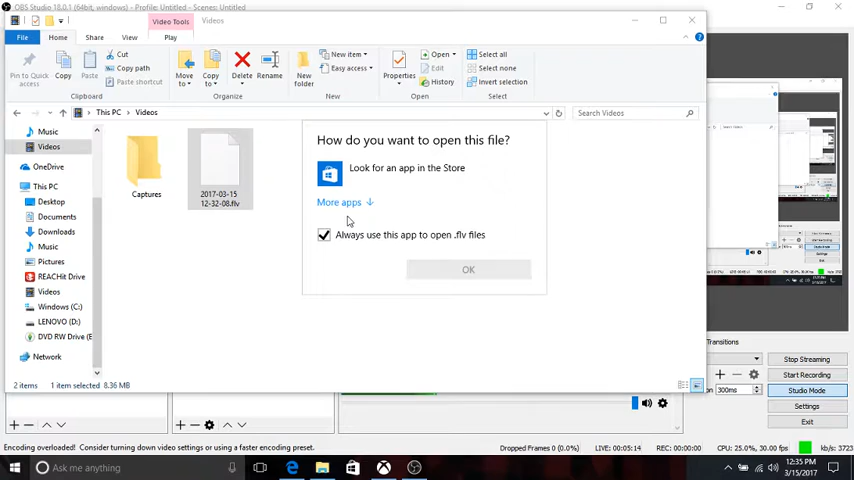 OBS Studio 18.0.1 (64bit, windows) - Profile: Untitled - Scenes: Untitled
Video Tools
Videos
File
Home
Share
View
Play
Pin to Quick access
Copy
Paste
Cut
Copy path
Paste shortcut
Clipboard
Move to
Copy to
Delete
Rename
Organize
New folder
New item
Easy access
New
Properties
Open
Edit
History
Open
Select all
Select none
Invert selection
Select
This PC > Videos
Search Videos
Music
Videos
OneDrive
This PC
Desktop
Documents
Downloads
Music
Pictures
REACHit Drive
Videos
Windows (C:)
LENOVO (D:)
DVD RW Drive (E
Network
Captures
2017-03-15
12-32-08.flv
How do you want to open this file?
Look for an app in the Store
More apps
Always use this app to open .flv files
OK
2 items
1 item selected 8.36 MB
Transitions
Stop Streaming
Start Recording
300ms
Studio Mode
Settings
Exit
Encoding overloaded! Consider turning down video settings or using a faster encoding preset.
Dropped Frames 0 (0.0%)
LIVE: 00:05:14
REC: 00:00:00
CPU: 25.0%, 30.00 fps
kb/s: 3723
Ask me anything
12:35 PM
3/15/2017